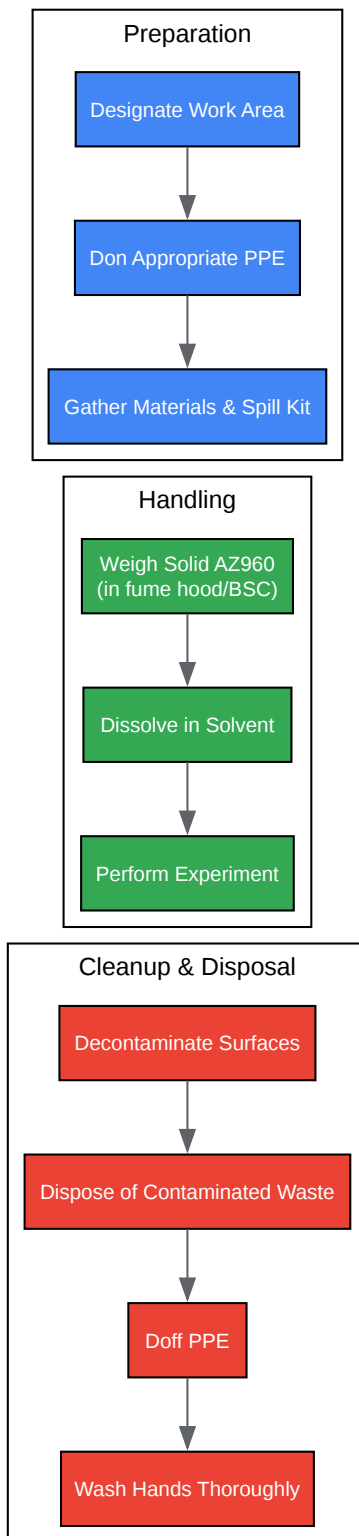 Preparation
Designate Work Area
Don Appropriate PPE
Gather Materials & Spill Kit
Handling
Weigh Solid AZ960
(in fume hood/BSC)
Dissolve in Solvent
Perform Experiment
Cleanup & Disposal
Decontaminate Surfaces
Dispose of Contaminated Waste
Doff PPE
Wash Hands Thoroughly